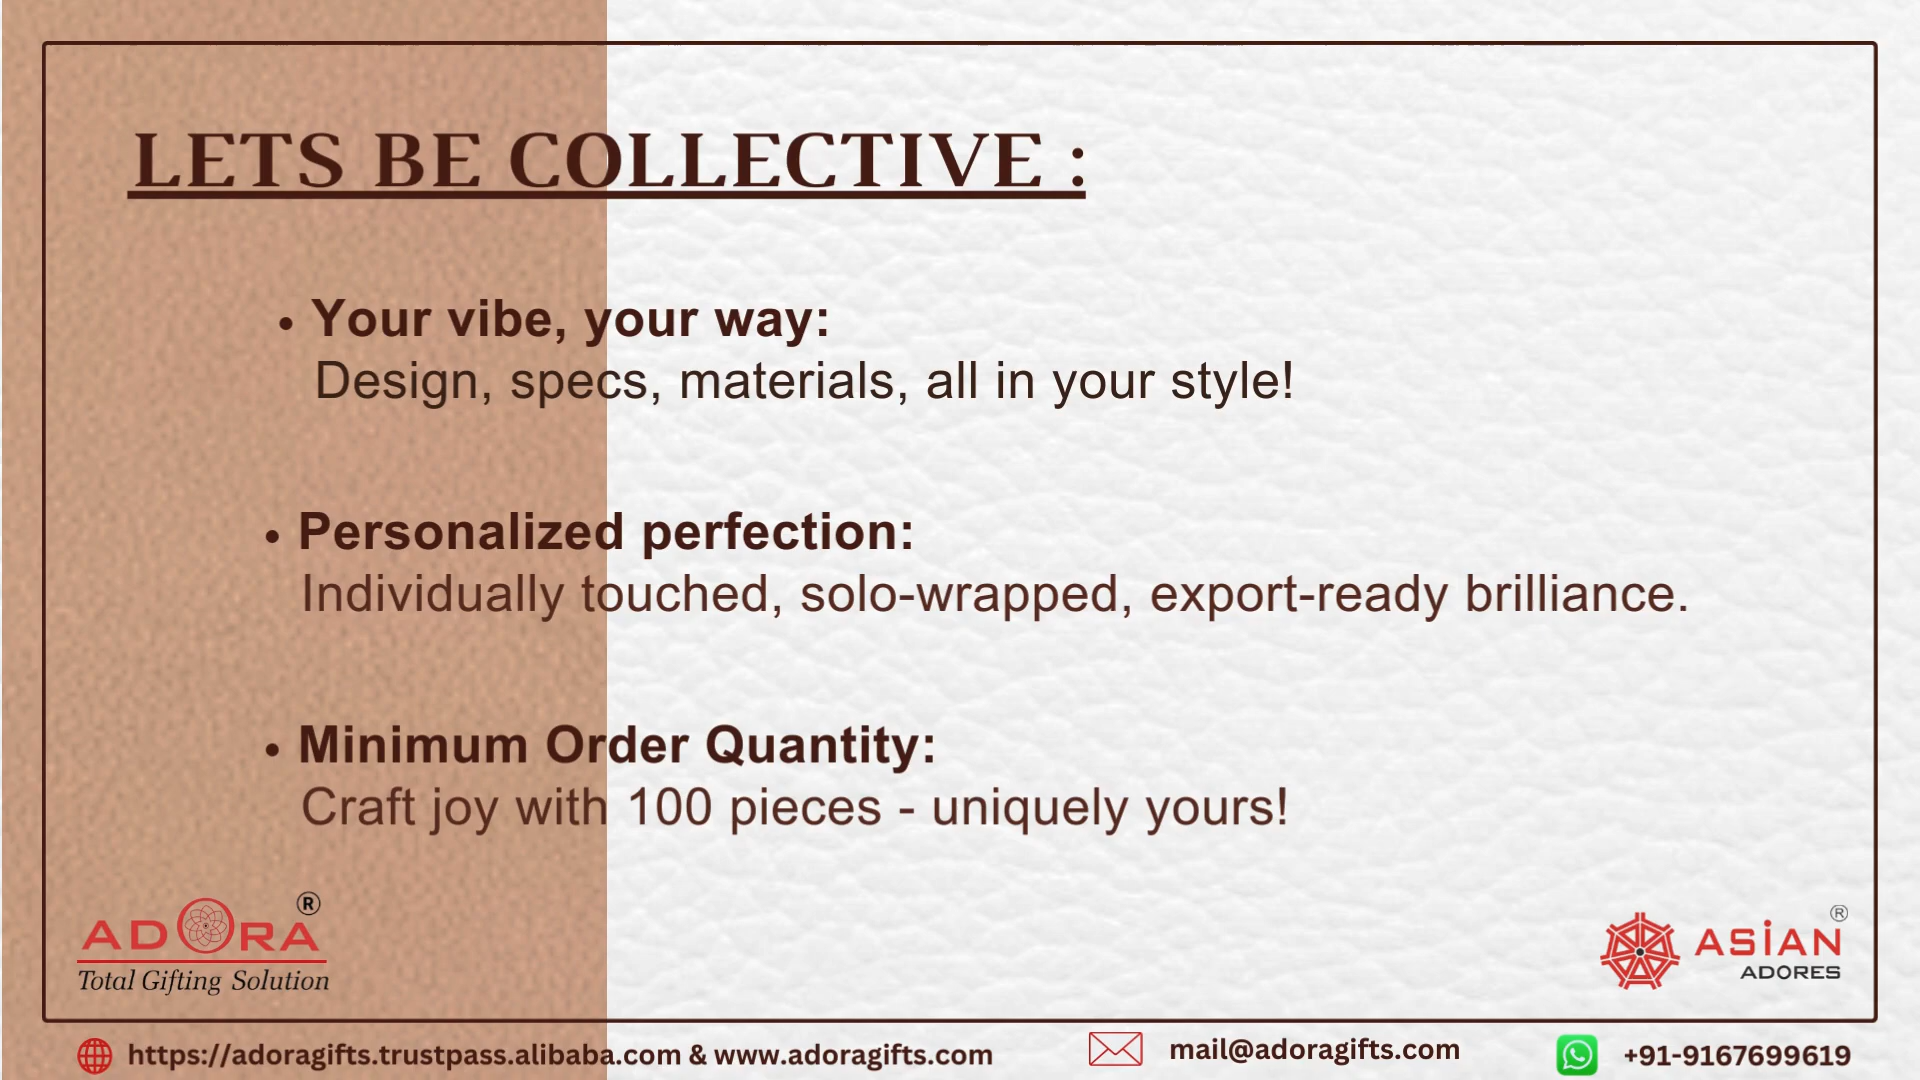 LETS BE COLLECTIVE :
• Your vibe, your way:
Design, specs, materials, all in your style!
• Personalized perfection:
Individually touched, solo-wrapped, export-ready brilliance.
• Minimum Order Quantity:
Craft joy with 100 pieces - uniquely yours!
ADORA®
Total Gifting Solution
ASiAN®
ADORES
https://adoragifts.trustpass.alibaba.com & www.adoragifts.com
mail@adoragifts.com
+91-9167699619